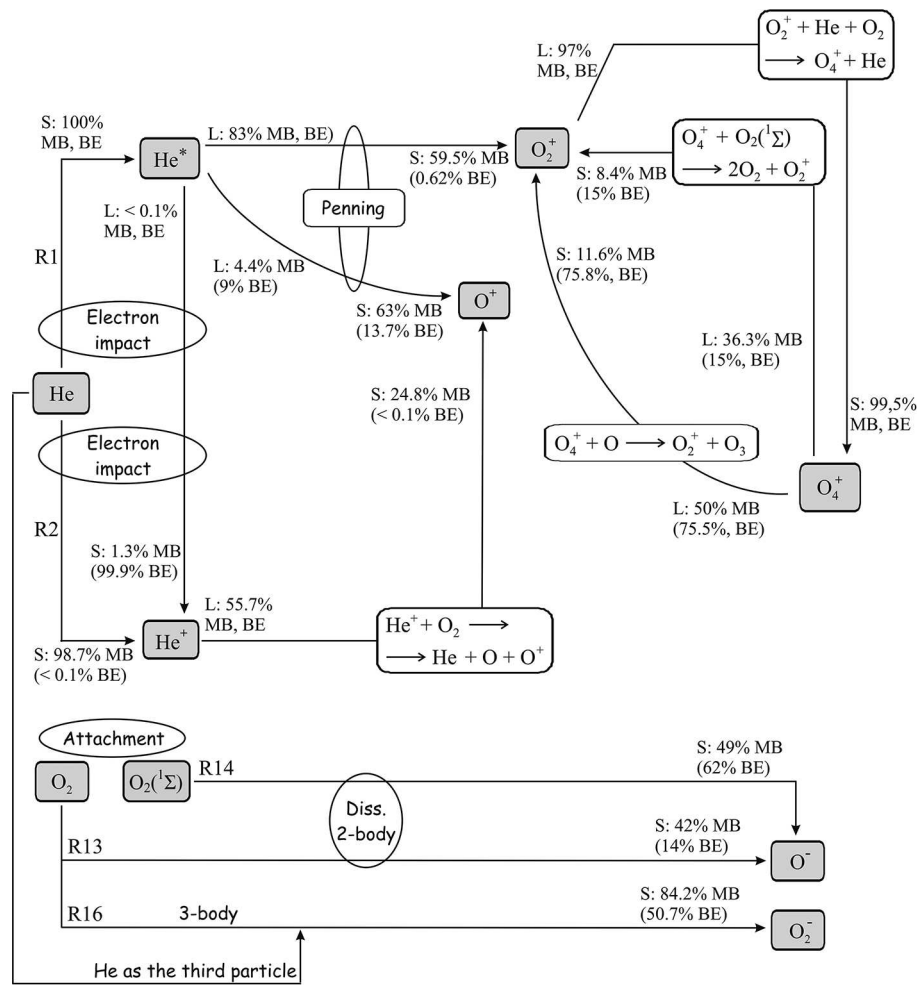 O₂⁺ + He + O₂
⟶ O₄⁺ + He
L: 97%
MB, BE
S: 100%
MB, BE
He*
L: 83% MB, BE)
S: 59.5% MB
(0.62% BE)
O₂⁺
O₄⁺ + O₂(¹Σ)
⟶ 2O₂ + O₂⁺
S: 8.4% MB
(15% BE)
L: < 0.1%
MB, BE
Penning
R1
L: 4.4% MB
(9% BE)
S: 11.6% MB
(75.8%, BE)
O⁺
S: 63% MB
(13.7% BE)
Electron
impact
L: 36.3% MB
(15%, BE)
He
S: 24.8% MB
(< 0.1% BE)
S: 99,5%
MB, BE
Electron
impact
O₄⁺ + O ⟶ O₂⁺ + O₃
O₄⁺
L: 50% MB
(75.5%, BE)
R2
S: 1.3% MB
(99.9% BE)
L: 55.7%
MB, BE
He⁺
He⁺ + O₂ ⟶
⟶ He + O + O⁺
S: 98.7% MB
(< 0.1% BE)
Attachment
O₂
O₂(¹Σ)
R14
S: 49% MB
(62% BE)
Diss.
2-body
R13
S: 42% MB
(14% BE)
O⁻
R16
3-body
S: 84.2% MB
(50.7% BE)
O₂⁻
He as the third particle